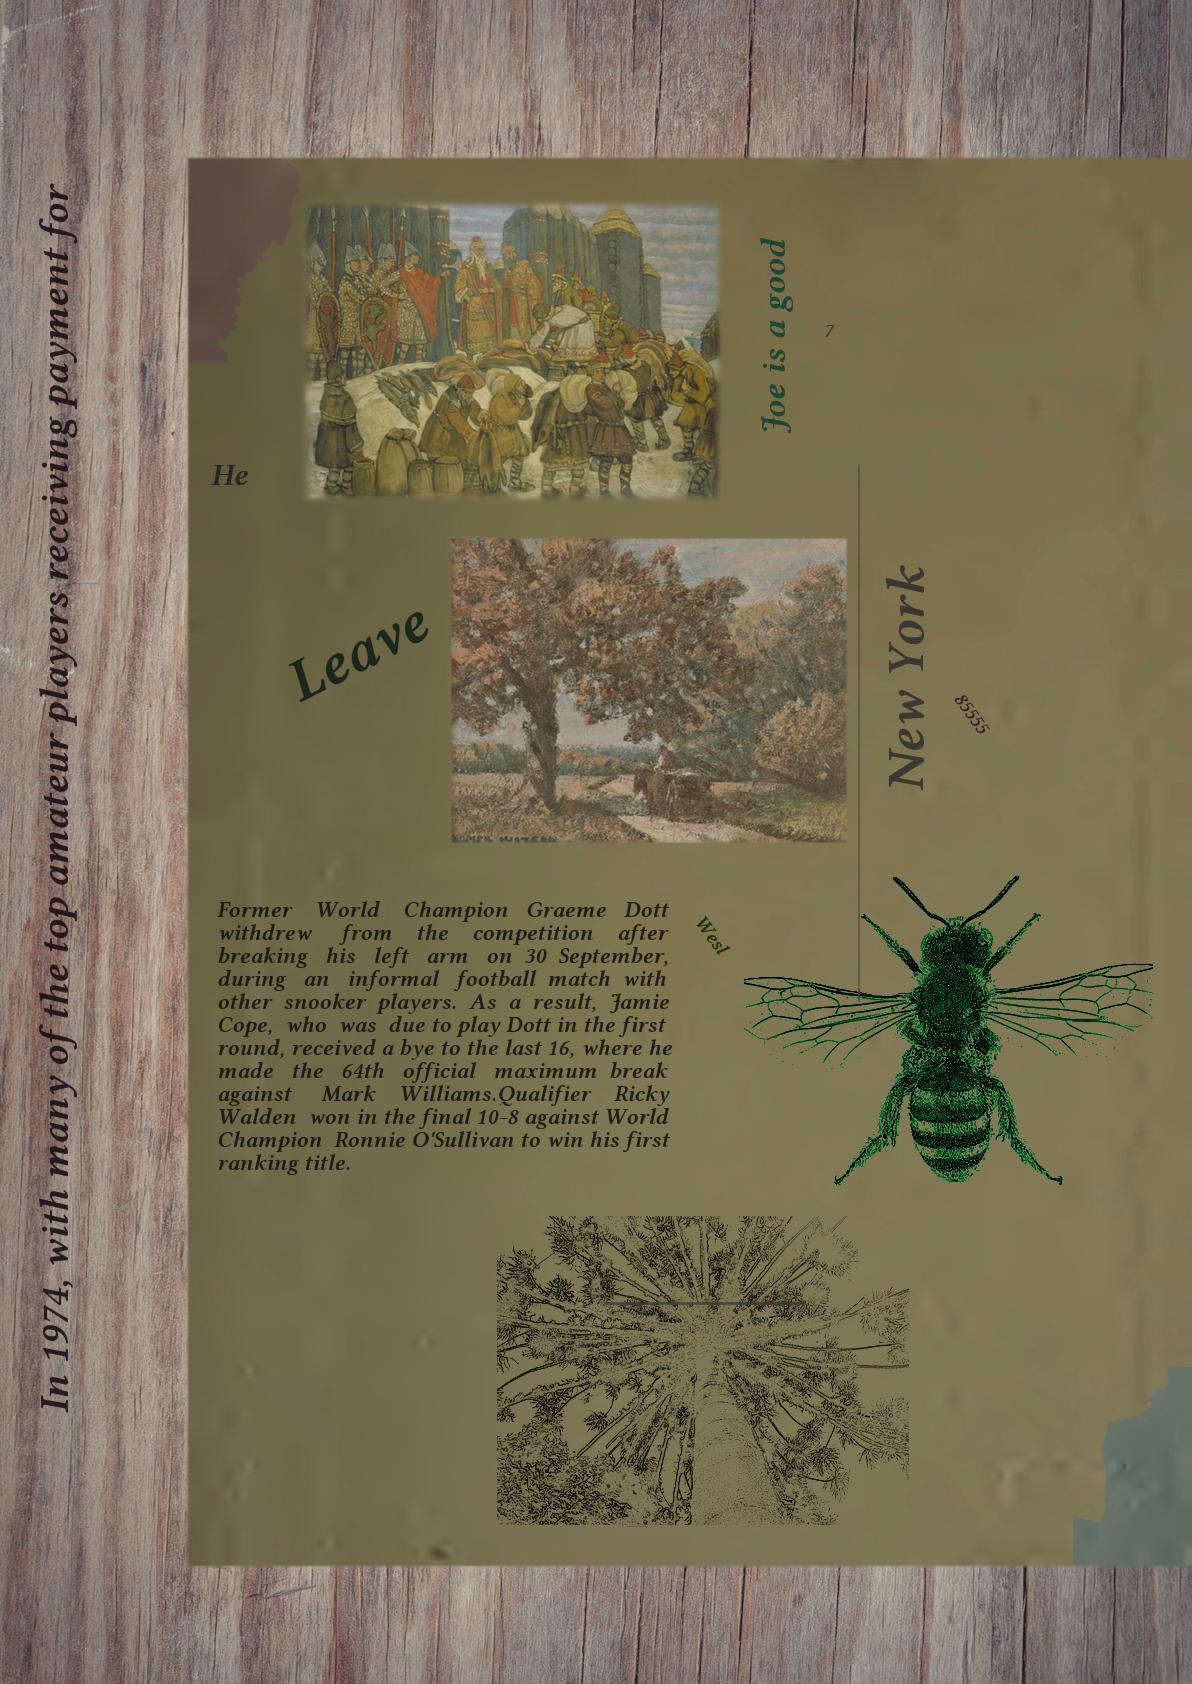 In 1974, with many of the top amateur players receiving payment for
Joe is a good
7
He
Leave
New York
85555
Former World Champion Graeme Dott
withdrew from the competition after
breaking his left arm on 30 September,
during an informal football match with
other snooker players. As a result, Jamie
Cope, who was due to play Dott in the first
round, received a bye to the last 16, where he
made the 64th official maximum break
against Mark Williams.Qualifier Ricky
Walden won in the final 10-8 against World
Champion Ronnie O'Sullivan to win his first
ranking title.
Wesl